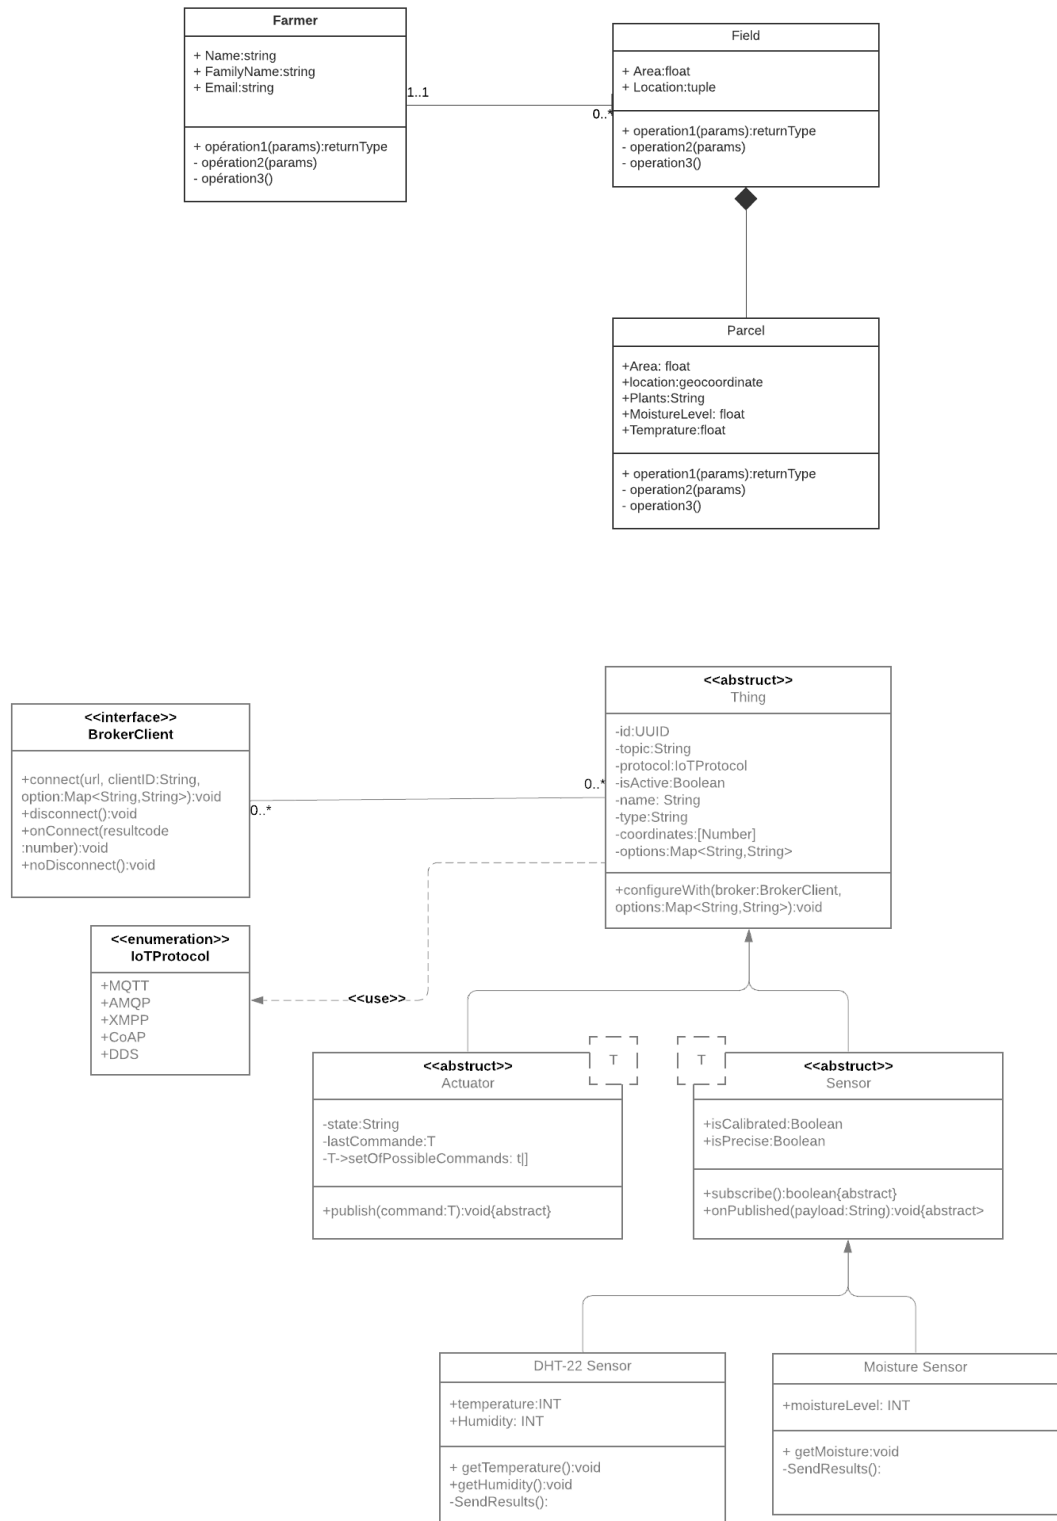 Farmer
+ Name:string
+ FamilyName:string
+ Email:string
+ opération1(params):returnType
- opération2(params)
- opération3()
1..1
0..*
Field
+ Area:float
+ Location:tuple
+ operation1(params):returnType
- operation2(params)
- operation3()
Parcel
+Area: float
+location:geocoordinate
+Plants:String
+MoistureLevel: float
+Temprature:float
+ operation1(params):returnType
- operation2(params)
- operation3()
<<interface>>
BrokerClient
+connect(url, clientID:String,
option:Map<String,String>):void
+disconnect():void
+onConnect(resultcode
:number):void
+noDisconnect():void
0..*
0..*
<<abstruct>>
Thing
-id:UUID
-topic:String
-protocol:IoTProtocol
-isActive:Boolean
-name: String
-type:String
-coordinates:[Number]
-options:Map<String,String>
+configureWith(broker:BrokerClient,
options:Map<String,String>):void
<<enumeration>>
IoTProtocol
+MQTT
+AMQP
+XMPP
+CoAP
+DDS
<<use>>
T
<<abstruct>>
Actuator
-state:String
-lastCommande:T
-T->setOfPossibleCommands: t|]
+publish(command:T):void{abstract}
T
<<abstruct>>
Sensor
+isCalibrated:Boolean
+isPrecise:Boolean
+subscribe():boolean{abstract}
+onPublished(payload:String):void{abstract>
DHT-22 Sensor
+temperature:INT
+Humidity: INT
+ getTemperature():void
+getHumidity():void
-SendResults():
Moisture Sensor
+moistureLevel: INT
+ getMoisture:void
-SendResults():